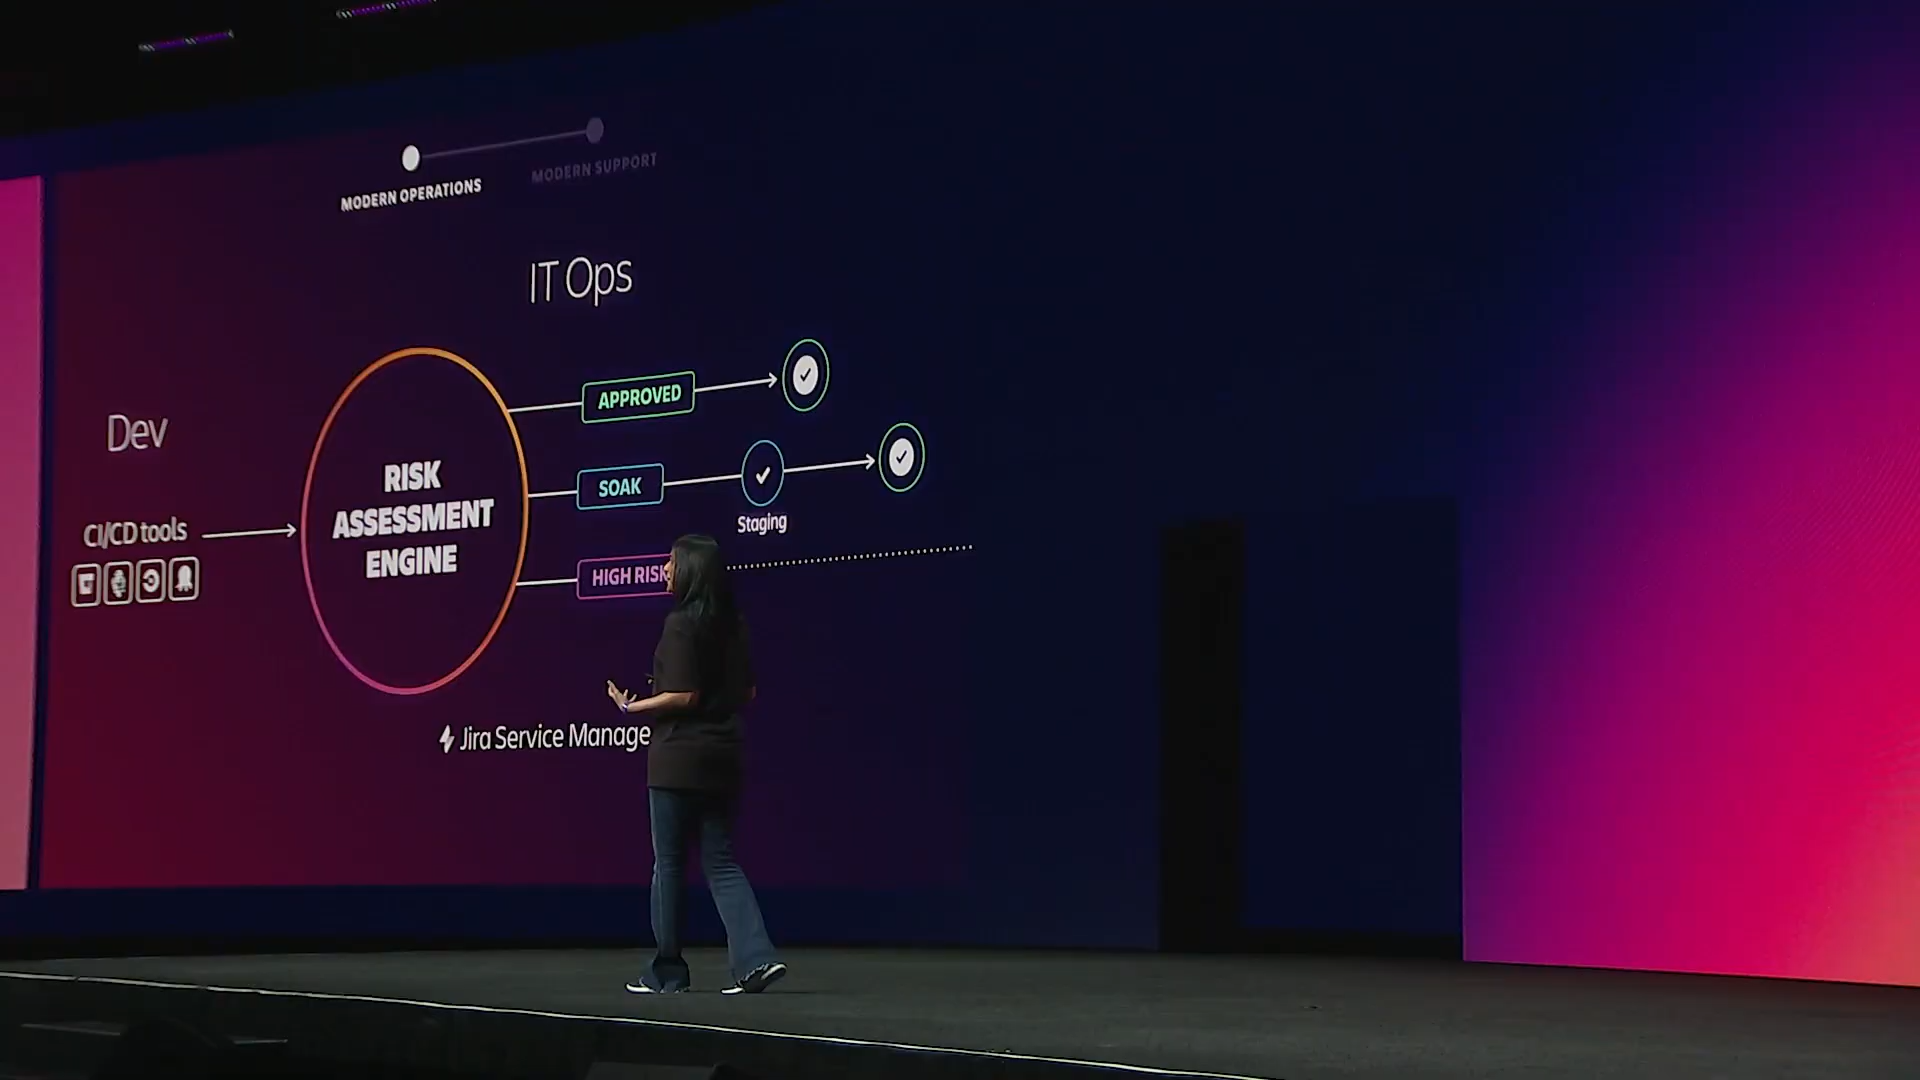 MODERN OPERATIONS
MODERN SUPPORT
IT Ops
Dev
CI/CD tools
RISK
ASSESSMENT
ENGINE
APPROVED
SOAK
Staging
HIGH RISK
Jira Service Manage